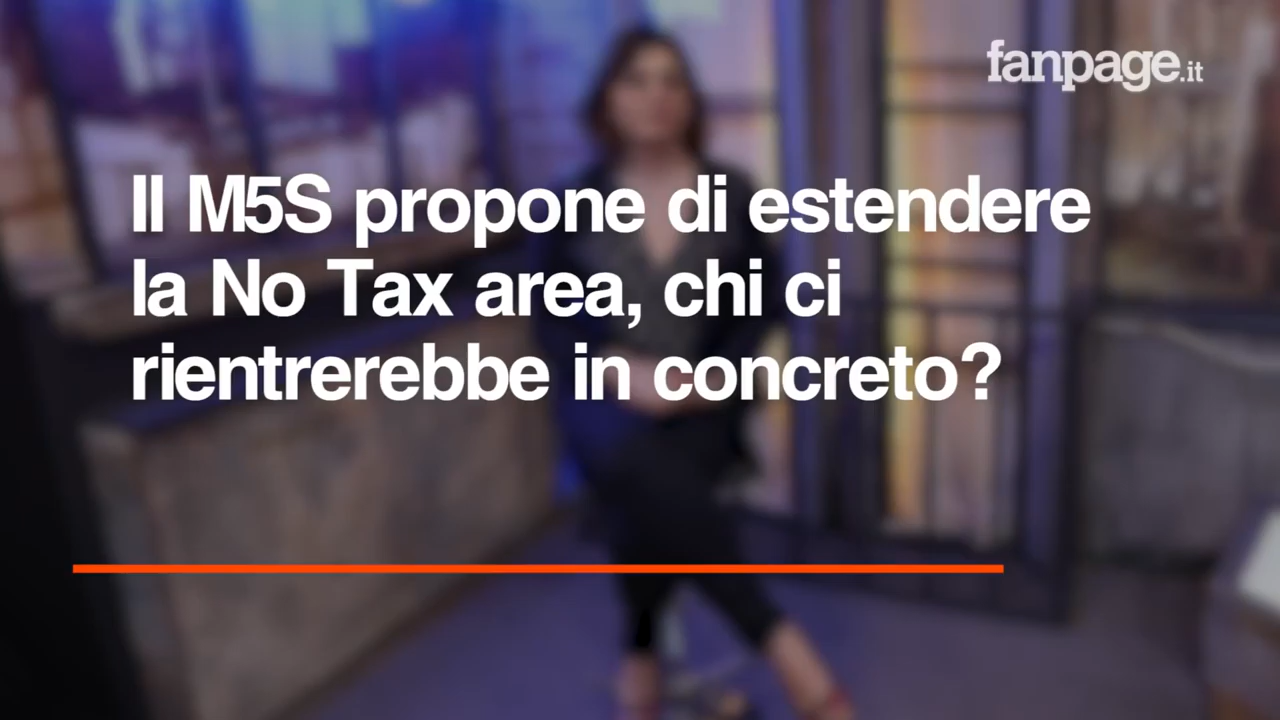 fanpage.it
Il M5S propone di estendere
la No Tax area, chi ci
rientrerebbe in concreto?